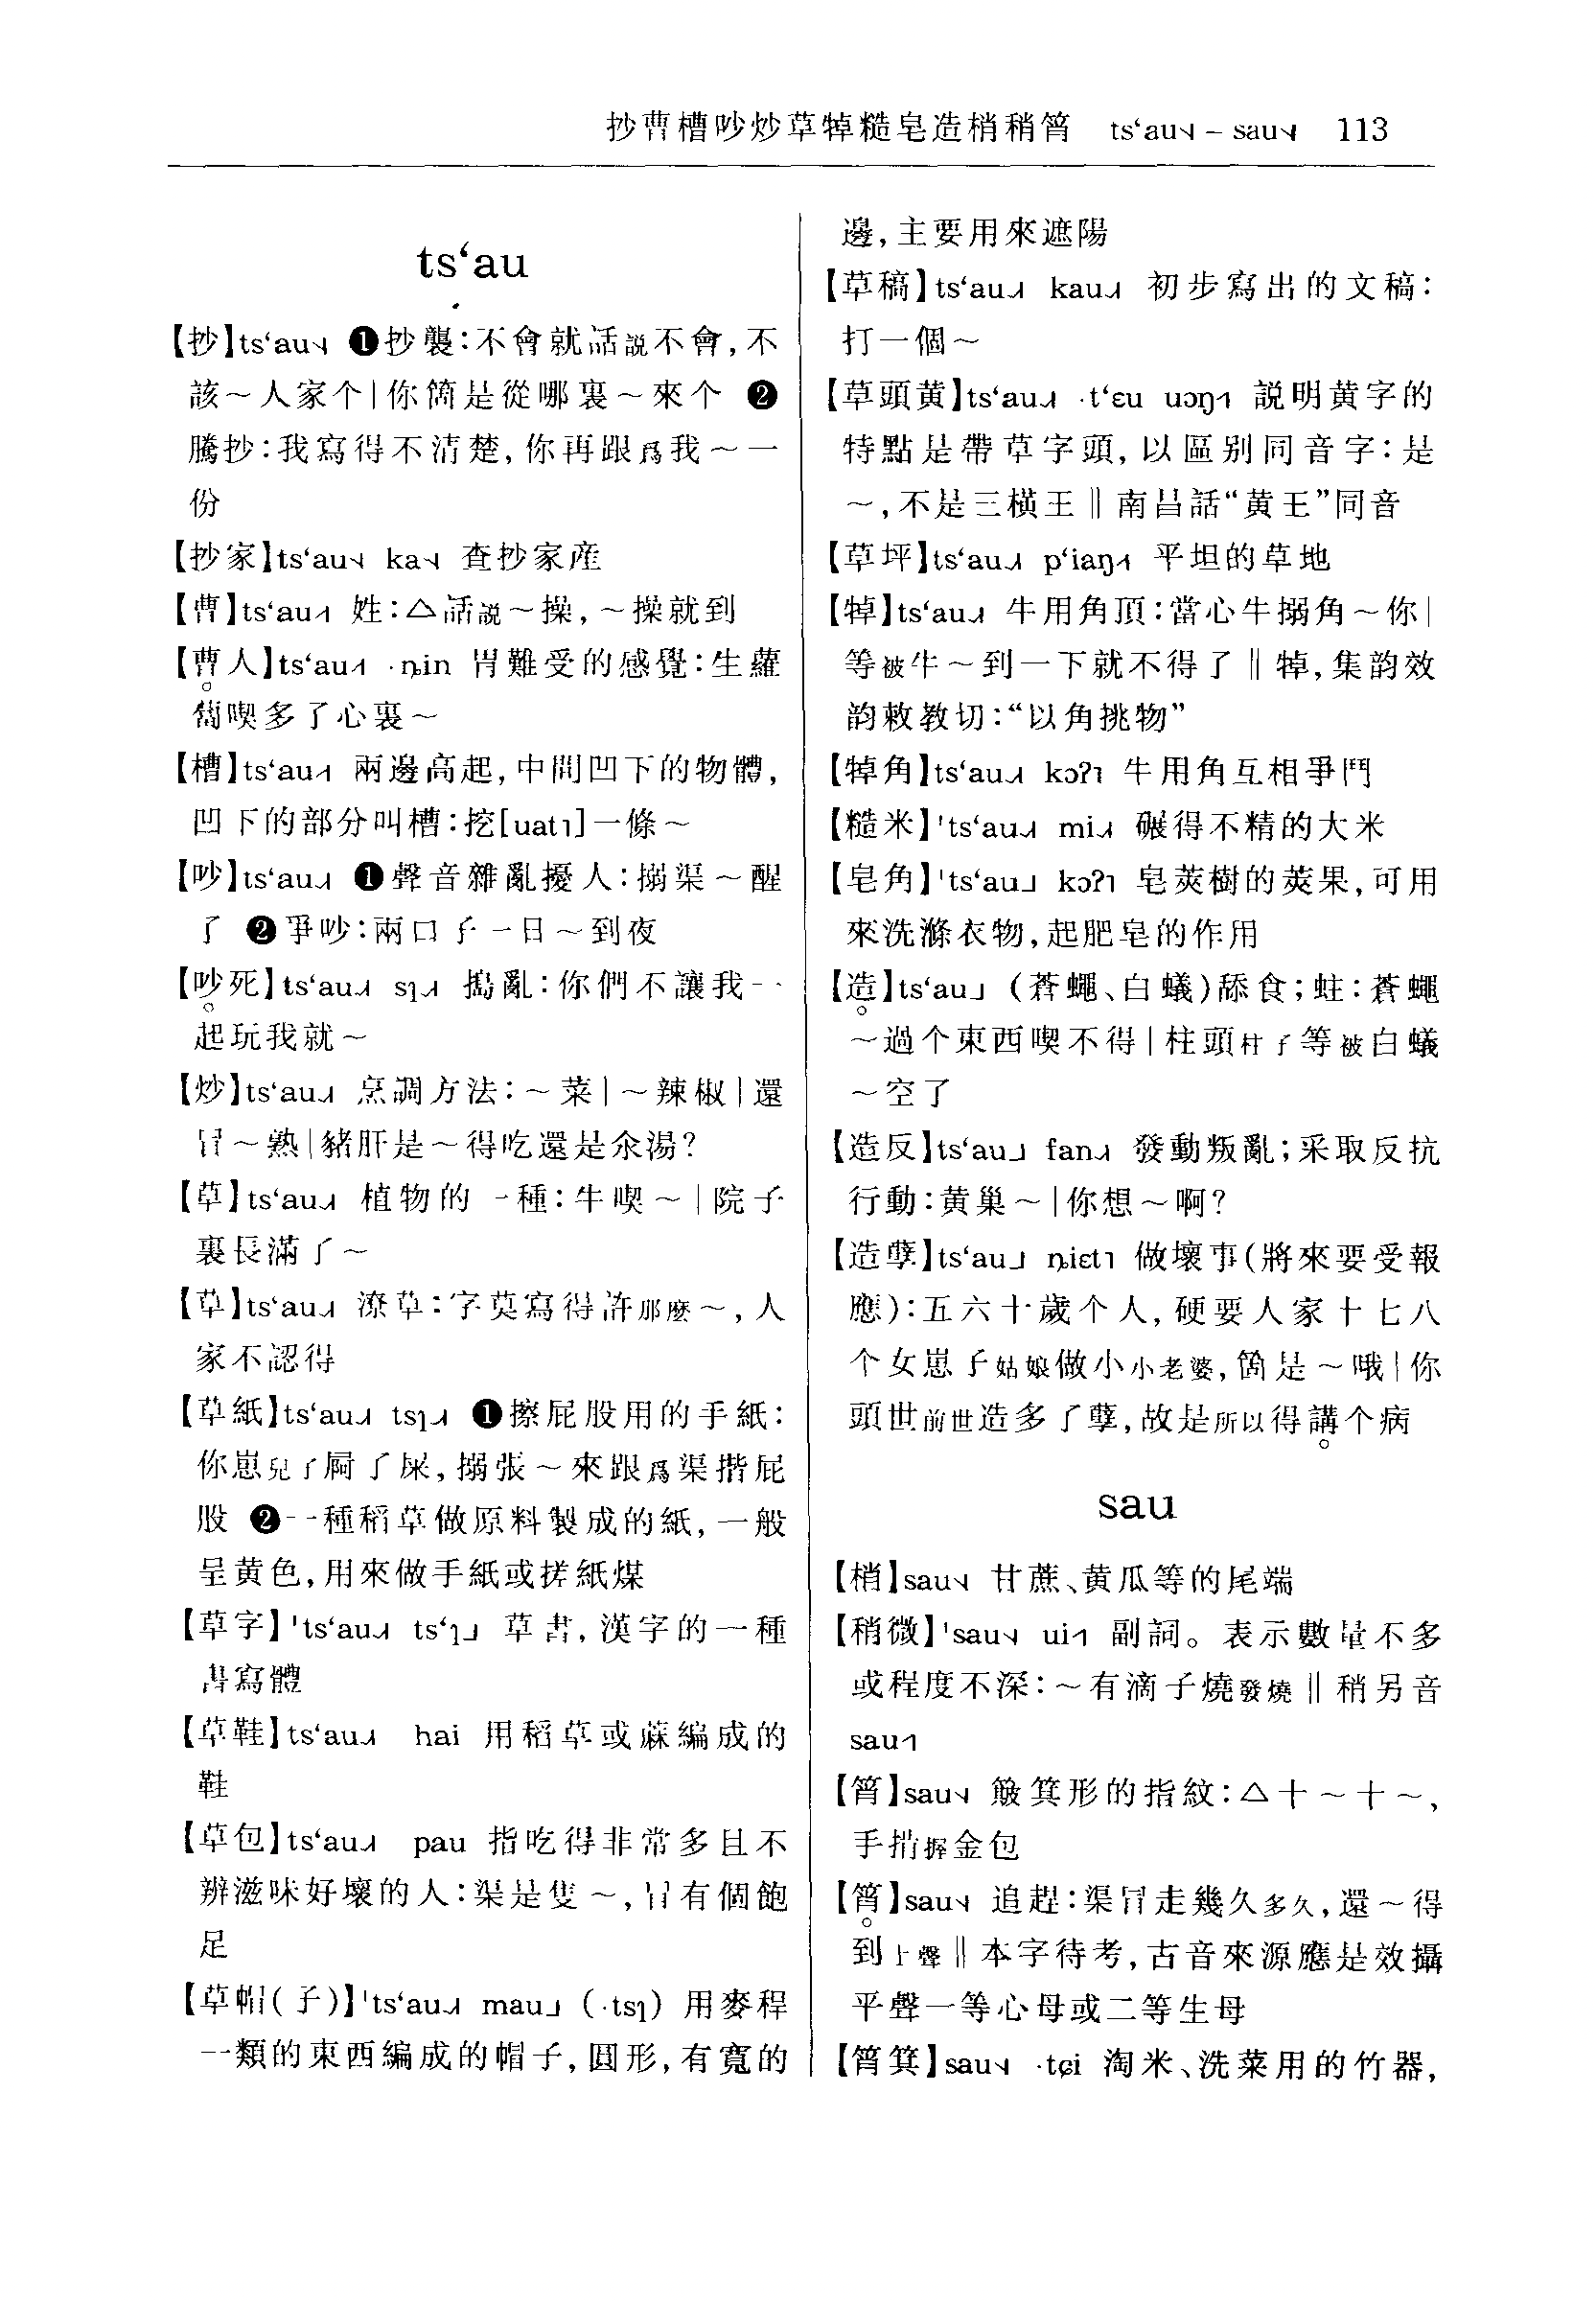 抄曹槽吵炒草㹿糙皂造梢稍筲 ts‘au˧˨ – sau˧˨ 113
ts‘au
【抄】ts‘au ❶抄襲：不會就話說不會，不
該～人家个|你箇是從哪裏～來个 ❷
騰抄：我寫得不清楚，你再跟爲我～一
份
【抄家】ts‘au ka 查抄家産
【曹】ts‘au 姓：△話説～操，～操就到
【曹人】ts‘au ·ȵin 胃難受的感覺：生蘿
蔔喫多了心裏～
【槽】ts‘au 兩邊高起，中間凹下的物體，
凹下的部分叫槽：挖[uat]一條～
【吵】ts‘au ❶聲音雜亂擾人：搦渠～醒
了 ❷爭吵：兩口子一日～到夜
【吵死】ts‘au sɿ 搗亂：你們不讓我一
起玩我就～
【炒】ts‘au 烹調方法：～菜|～辣椒|還
冇～熟|豬肝是～得吃還是汆湯？
【草】ts‘au 植物的一種：牛喫～|院子
裏長滿了～
【草】ts‘au 潦草：字莫寫得許那麽～，人
家不認得
【草紙】ts‘au tsɿ ❶擦屁股用的手紙：
你崽兒子屙了屎，搦張～來跟爲渠揩屁
股 ❷一種稻草做原料製成的紙，一般
呈黄色，用來做手紙或搓紙煤
【草字】ˈts‘au ts‘ɿ 草書，漢字的一種
書寫體
【草鞋】ts‘au hai 用稻草或蔴編成的
鞋
【草包】ts‘au pau 指吃得非常多且不
辨滋味好壞的人：渠是隻～，冇有個飽
足
【草帽(子)】ˈts‘au mau (·tsɿ) 用麥稈
一類的東西編成的帽子，圓形，有寬的
邊，主要用來遮陽
【草稿】ts‘au kau 初步寫出的文稿：
打一個～
【草頭黄】ts‘au ·t‘ɛu uɔŋ 説明黄字的
特點是帶草字頭，以區别同音字：是
～，不是三横王‖南昌話“黄王”同音
【草坪】ts‘au p‘iaŋ 平坦的草地
【㹿】ts‘au 牛用角頂：當心牛搦角～你|
等被牛～到一下就不得了‖㹿，集韵效
韵敕教切：“以角挑物”
【㹿角】ts‘au kɔʔ 牛用角互相爭鬥
【糙米】ˈts‘au mi 碾得不精的大米
【皂角】ˈts‘au kɔʔ 皂莢樹的莢果，可用
來洗滌衣物，起肥皂的作用
【造】ts‘au （蒼蠅、白蟻）舔食；蛀：蒼蠅
～過个東西喫不得|柱頭柱子等被白蟻
～空了
【造反】ts‘au fan 發動叛亂；采取反抗
行動：黄巢～|你想～啊？
【造孽】ts‘au ȵiɛt 做壞事（將來要受報
應）：五六十歲个人，硬要人家十七八
个女崽子姑娘做小小老婆，箇是～哦|你
頭世前世造多了孽，故是所以得講个病
sau
【梢】sau 甘蔗、黄瓜等的尾端
【稍微】ˈsau ui 副詞。表示數量不多
或程度不深：～有滴子燒發燒‖稍另音
sau
【筲】sau 簸箕形的指紋：△十～十～，
手揹握金包
【筲】sau 追趕：渠冇走幾久多久，還～得
到上聲‖本字待考，古音來源應是效攝
平聲一等心母或二等生母
【筲箕】sau ·tɕi 淘米、洗菜用的竹器，